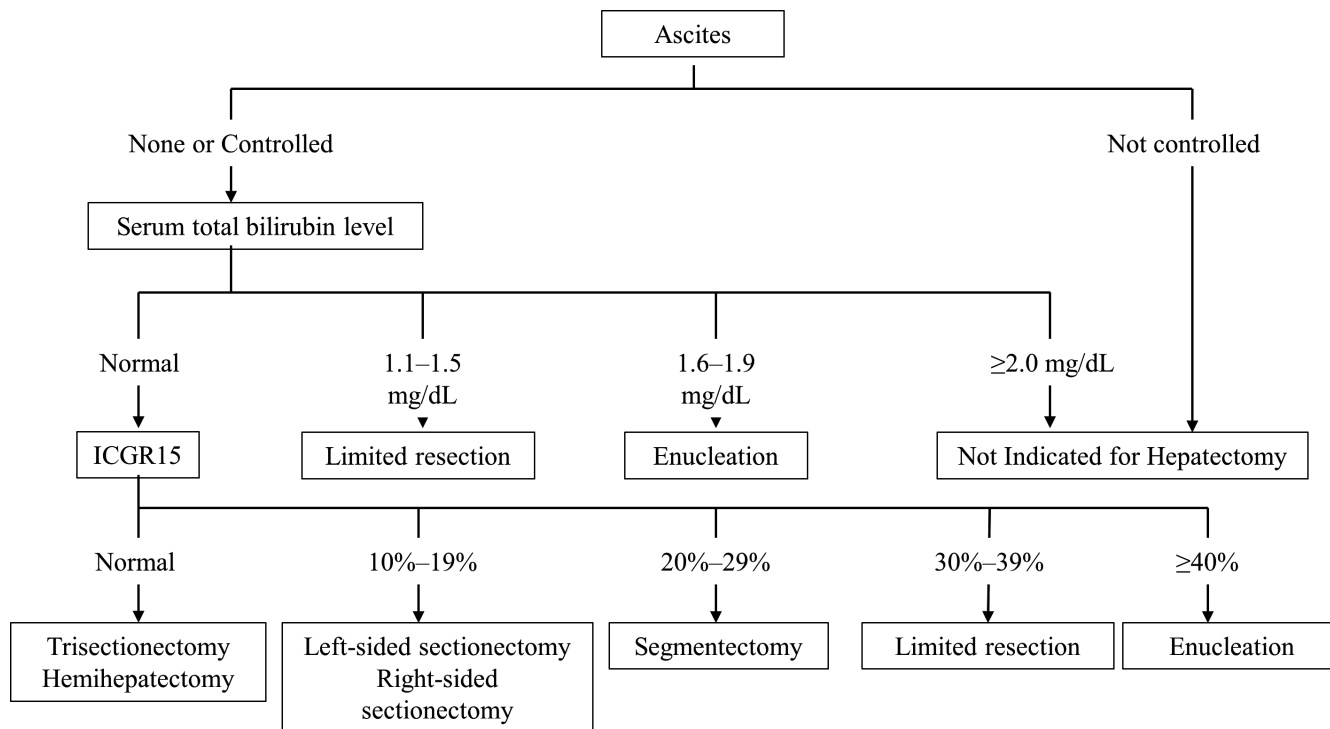 Ascites
None or Controlled
Not controlled
Serum total bilirubin level
Normal
1.1–1.5
mg/dL
1.6–1.9
mg/dL
≥2.0 mg/dL
ICGR15
Limited resection
Enucleation
Not Indicated for Hepatectomy
Normal
10%–19%
20%–29%
30%–39%
≥40%
Trisectionectomy
Hemihepatectomy
Left-sided sectionectomy
Right-sided
sectionectomy
Segmentectomy
Limited resection
Enucleation